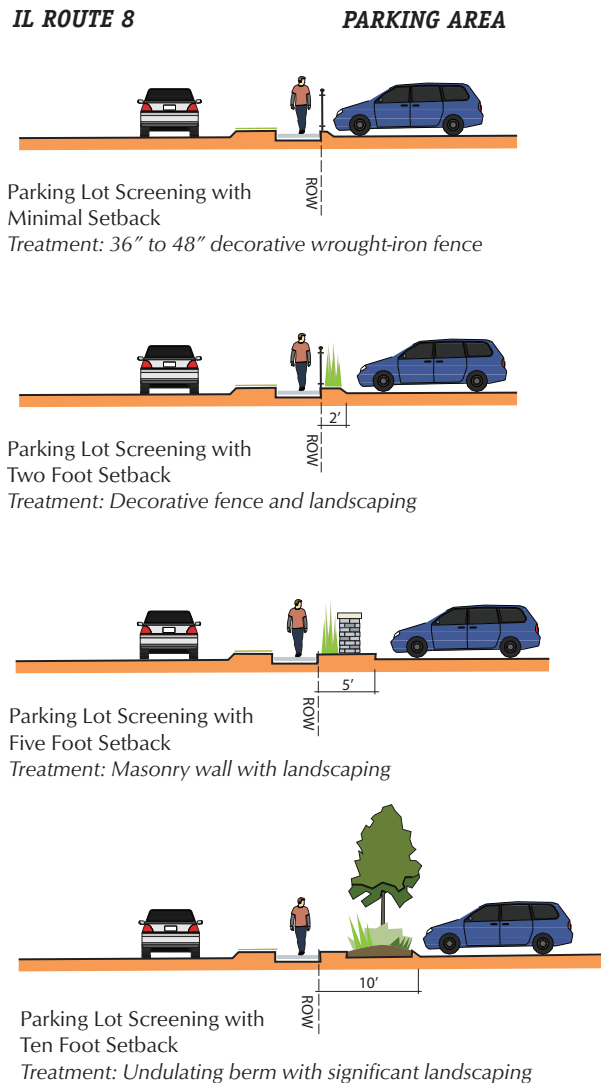 IL ROUTE 8 PARKING AREA
ROW
Parking Lot Screening with
Minimal Setback
Treatment: 36” to 48” decorative wrought-iron fence
2’
ROW
Parking Lot Screening with
Two Foot Setback
Treatment: Decorative fence and landscaping
5’
ROW
Parking Lot Screening with
Five Foot Setback
Treatment: Masonry wall with landscaping
10’
ROW
Parking Lot Screening with
Ten Foot Setback
Treatment: Undulating berm with significant landscaping